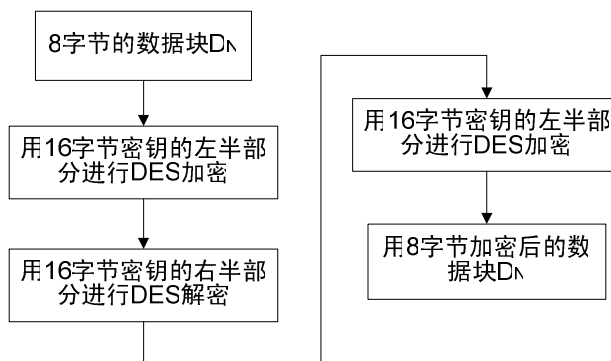 8字节的数据块DN
用16字节密钥的左半部
分进行DES加密
用16字节密钥的右半部
分进行DES解密
用16字节密钥的左半部
分进行DES加密
用8字节加密后的数
据块DN